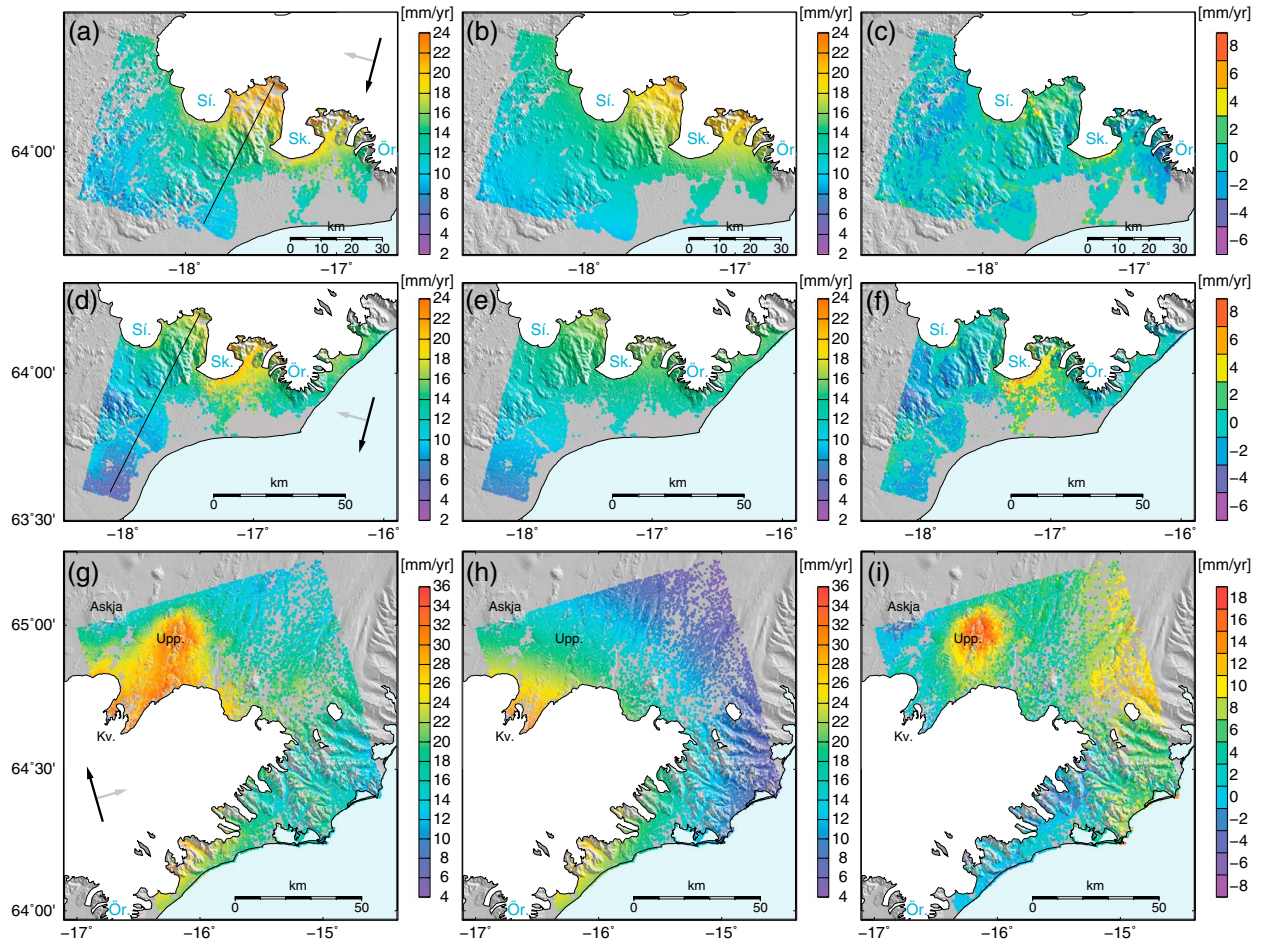 (a) [mm/yr] (b) [mm/yr] (c) [mm/yr]
24 22 20 18 16 14 12 10 8 6 4 2
24 22 20 18 16 14 12 10 8 6 4 2
8 6 4 2 0 −2 −4 −6
Sí. Sk. Ör.
Sí. Sk. Ör.
Sí. Sk. Ör.
64°00'
km km km
0 10 20 30 0 10 20 30 0 10 20 30
−18° −17° −18° −17° −18° −17°
(d) [mm/yr] (e) [mm/yr] (f) [mm/yr]
24 22 20 18 16 14 12 10 8 6 4 2
24 22 20 18 16 14 12 10 8 6 4 2
8 6 4 2 0 −2 −4 −6
Sí. Sk. Ör.
Sí. Sk. Ör.
Sí. Sk. Ör.
64°00'
km km km
0 50 0 50 0 50
63°30'
−18° −17° −16° −18° −17° −16° −18° −17° −16°
(g) [mm/yr] (h) [mm/yr] (i) [mm/yr]
36 34 32 30 28 26 24 22 20 18 16 14 12 10 8 6 4
36 34 32 30 28 26 24 22 20 18 16 14 12 10 8 6 4
18 16 14 12 10 8 6 4 2 0 −2 −4 −6 −8
Askja Askja Askja
65°00'
Upp. Upp. Upp.
Kv. Kv. Kv.
64°30'
km km km
0 50 0 50 0 50
64°00'
Ör. Ör. Ör.
−17° −16° −15° −17° −16° −15° −17° −16° −15°